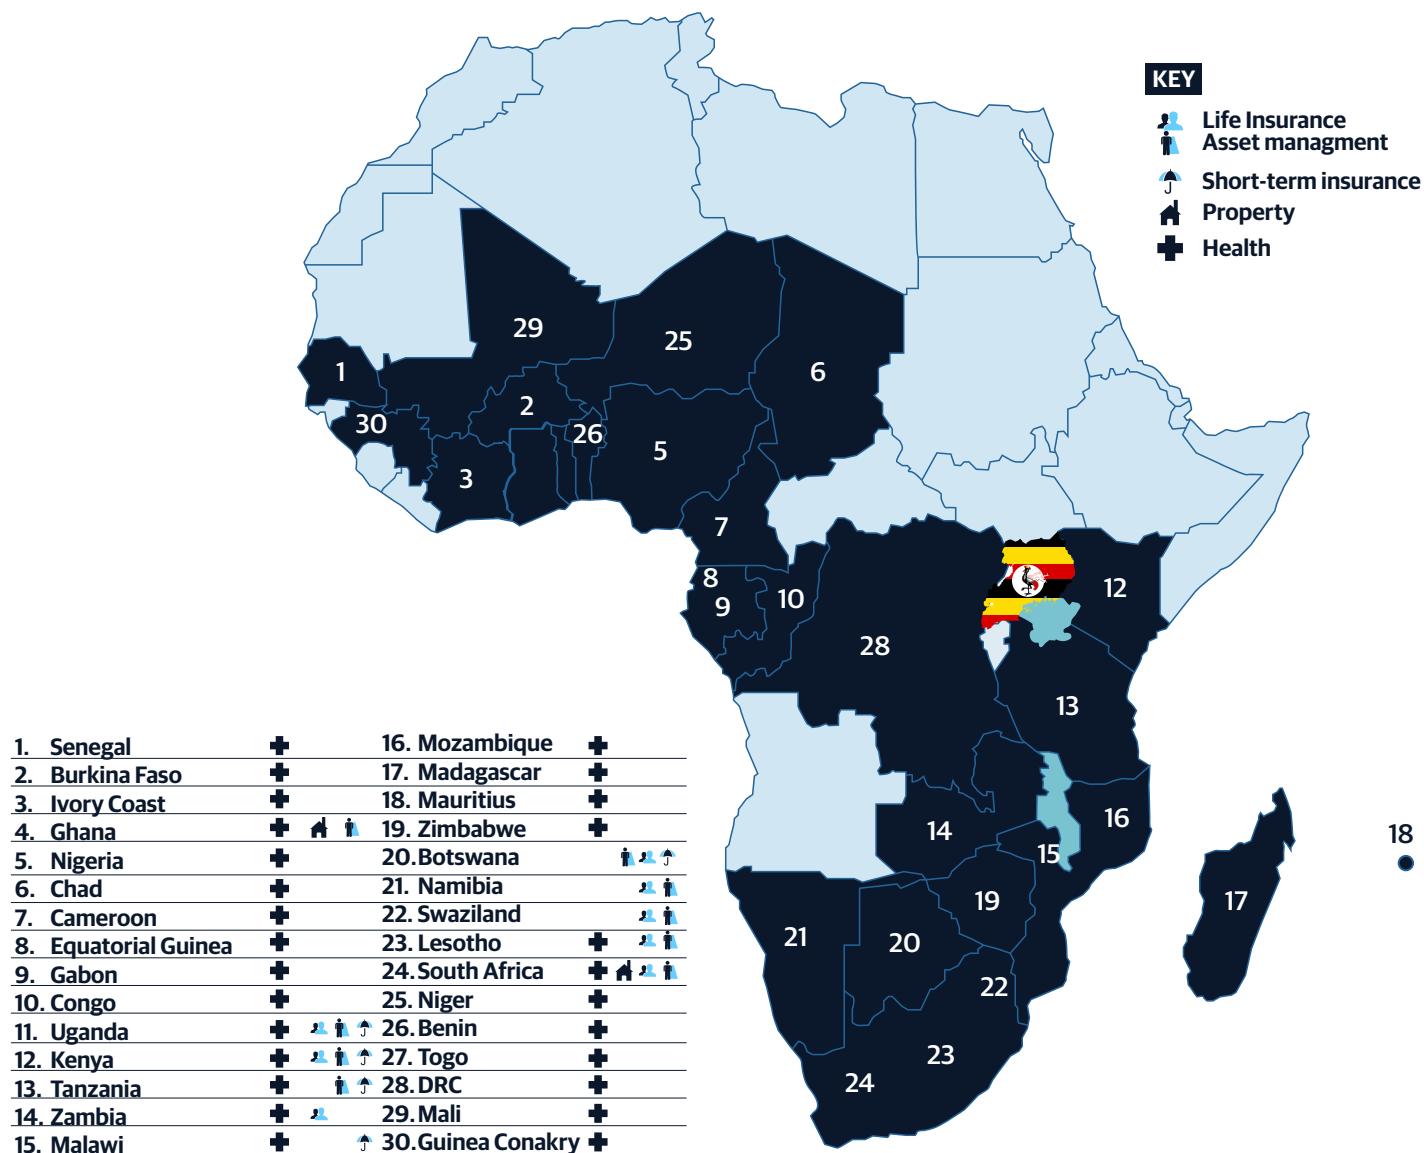 KEY
Life Insurance
Asset managment
Short-term insurance
Property
Health
29
25
1
6
2
30
26
5
3
7
8
12
9
10
28
13
16
14
15
18
19
17
21
20
22
23
24
1. Senegal
2. Burkina Faso
3. Ivory Coast
4. Ghana
5. Nigeria
6. Chad
7. Cameroon
8. Equatorial Guinea
9. Gabon
10. Congo
11. Uganda
12. Kenya
13. Tanzania
14. Zambia
15. Malawi
16. Mozambique
17. Madagascar
18. Mauritius
19. Zimbabwe
20. Botswana
21. Namibia
22. Swaziland
23. Lesotho
24. South Africa
25. Niger
26. Benin
27. Togo
28. DRC
29. Mali
30. Guinea Conakry